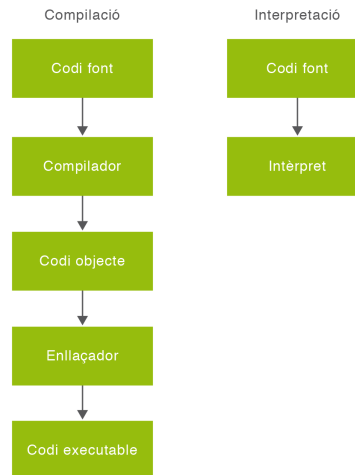 Compilació
Codi font
Compilador
Codi objecte
Enllaçador
Codi executable
Interpretació
Codi font
Intèrpret